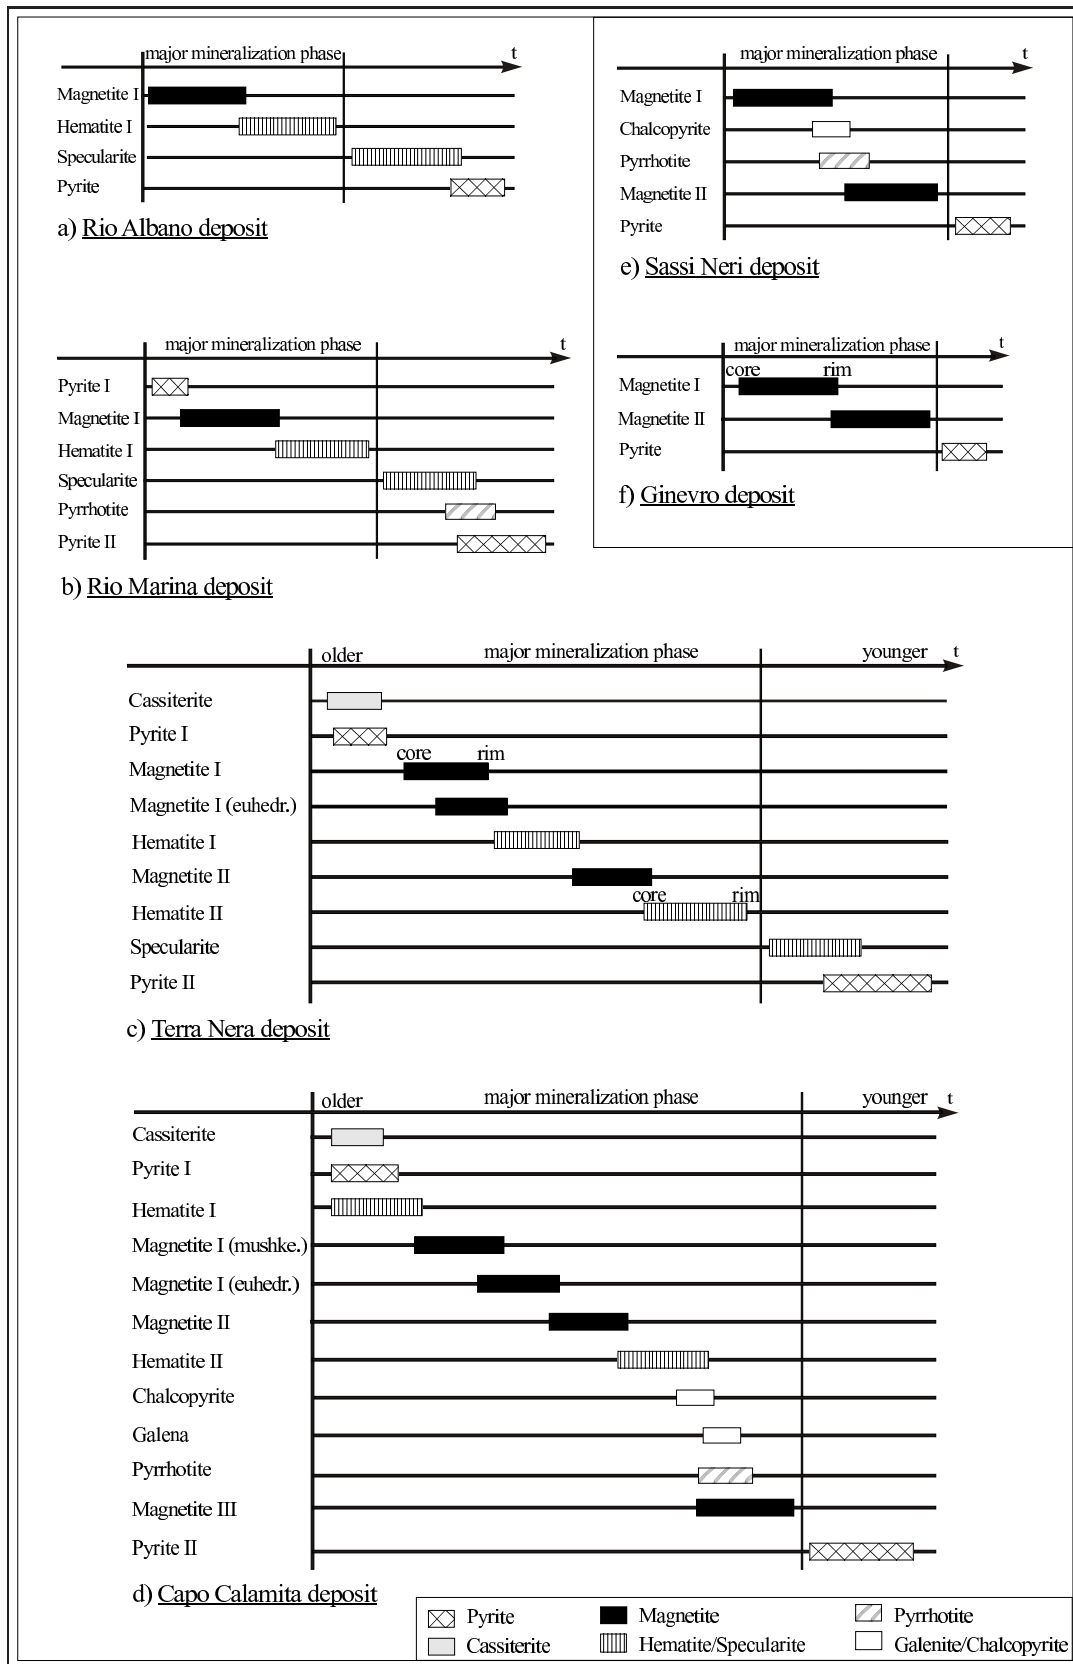 major mineralization phase t
Magnetite I
Hematite I
Specularite
Pyrite
a) Rio Albano deposit
major mineralization phase t
Magnetite I
Chalcopyrite
Pyrrhotite
Magnetite II
Pyrite
e) Sassi Neri deposit
major mineralization phase t
Pyrite I
Magnetite I
Hematite I
Specularite
Pyrrhotite
Pyrite II
b) Rio Marina deposit
major mineralization phase t
core rim
Magnetite I
Magnetite II
Pyrite
f) Ginevro deposit
older major mineralization phase younger t
Cassiterite
Pyrite I
core rim
Magnetite I
Magnetite I (euhedr.)
Hematite I
Magnetite II
core rim
Hematite II
Specularite
Pyrite II
c) Terra Nera deposit
older major mineralization phase younger t
Cassiterite
Pyrite I
Hematite I
Magnetite I (mushke.)
Magnetite I (euhedr.)
Magnetite II
Hematite II
Chalcopyrite
Galena
Pyrrhotite
Magnetite III
Pyrite II
d) Capo Calamita deposit
Pyrite Magnetite Pyrrhotite
Cassiterite Hematite/Specularite Galenite/Chalcopyrite